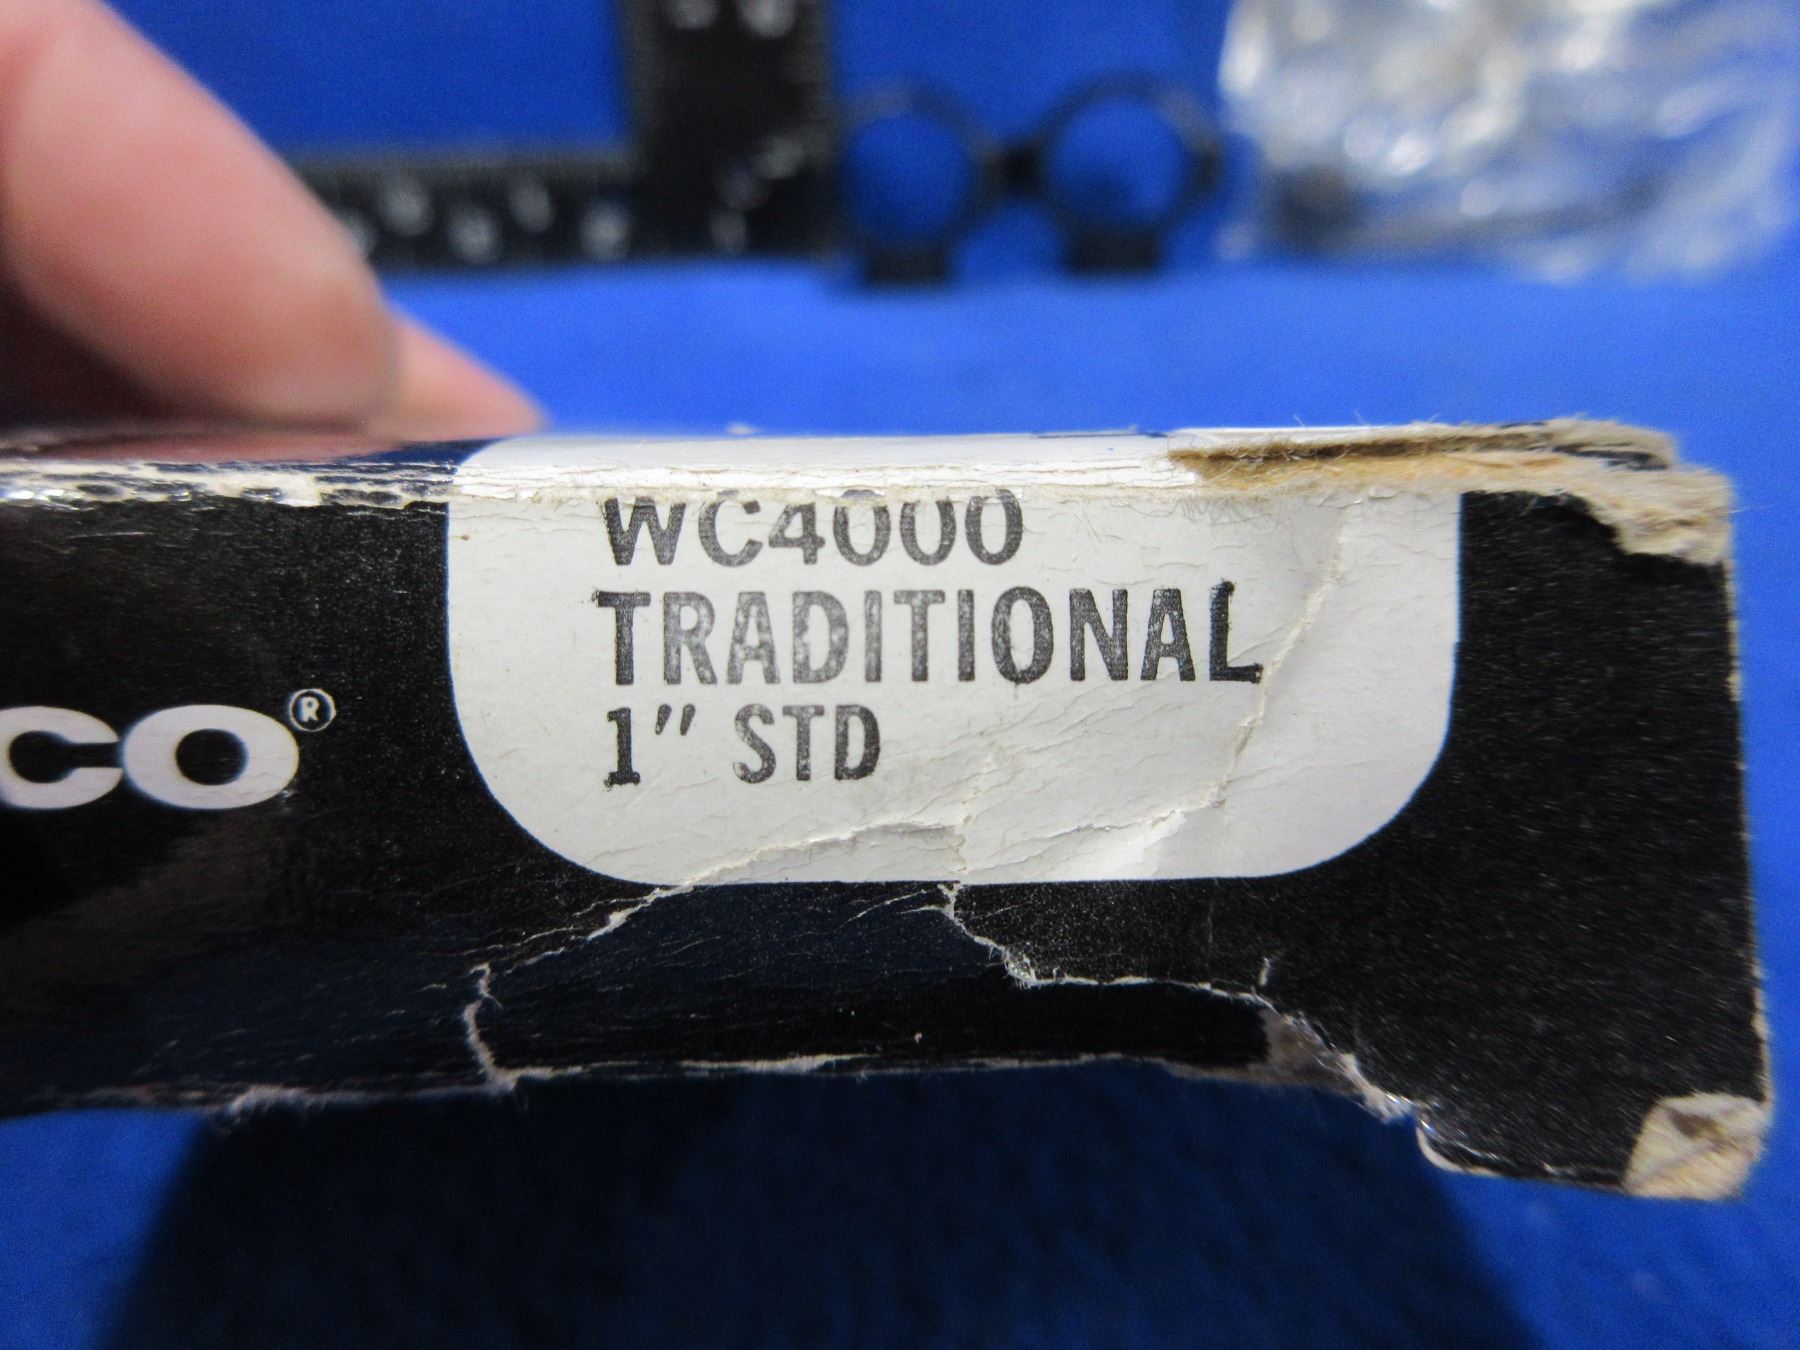 WC4000
TRADITIONAL
1" STD
co®